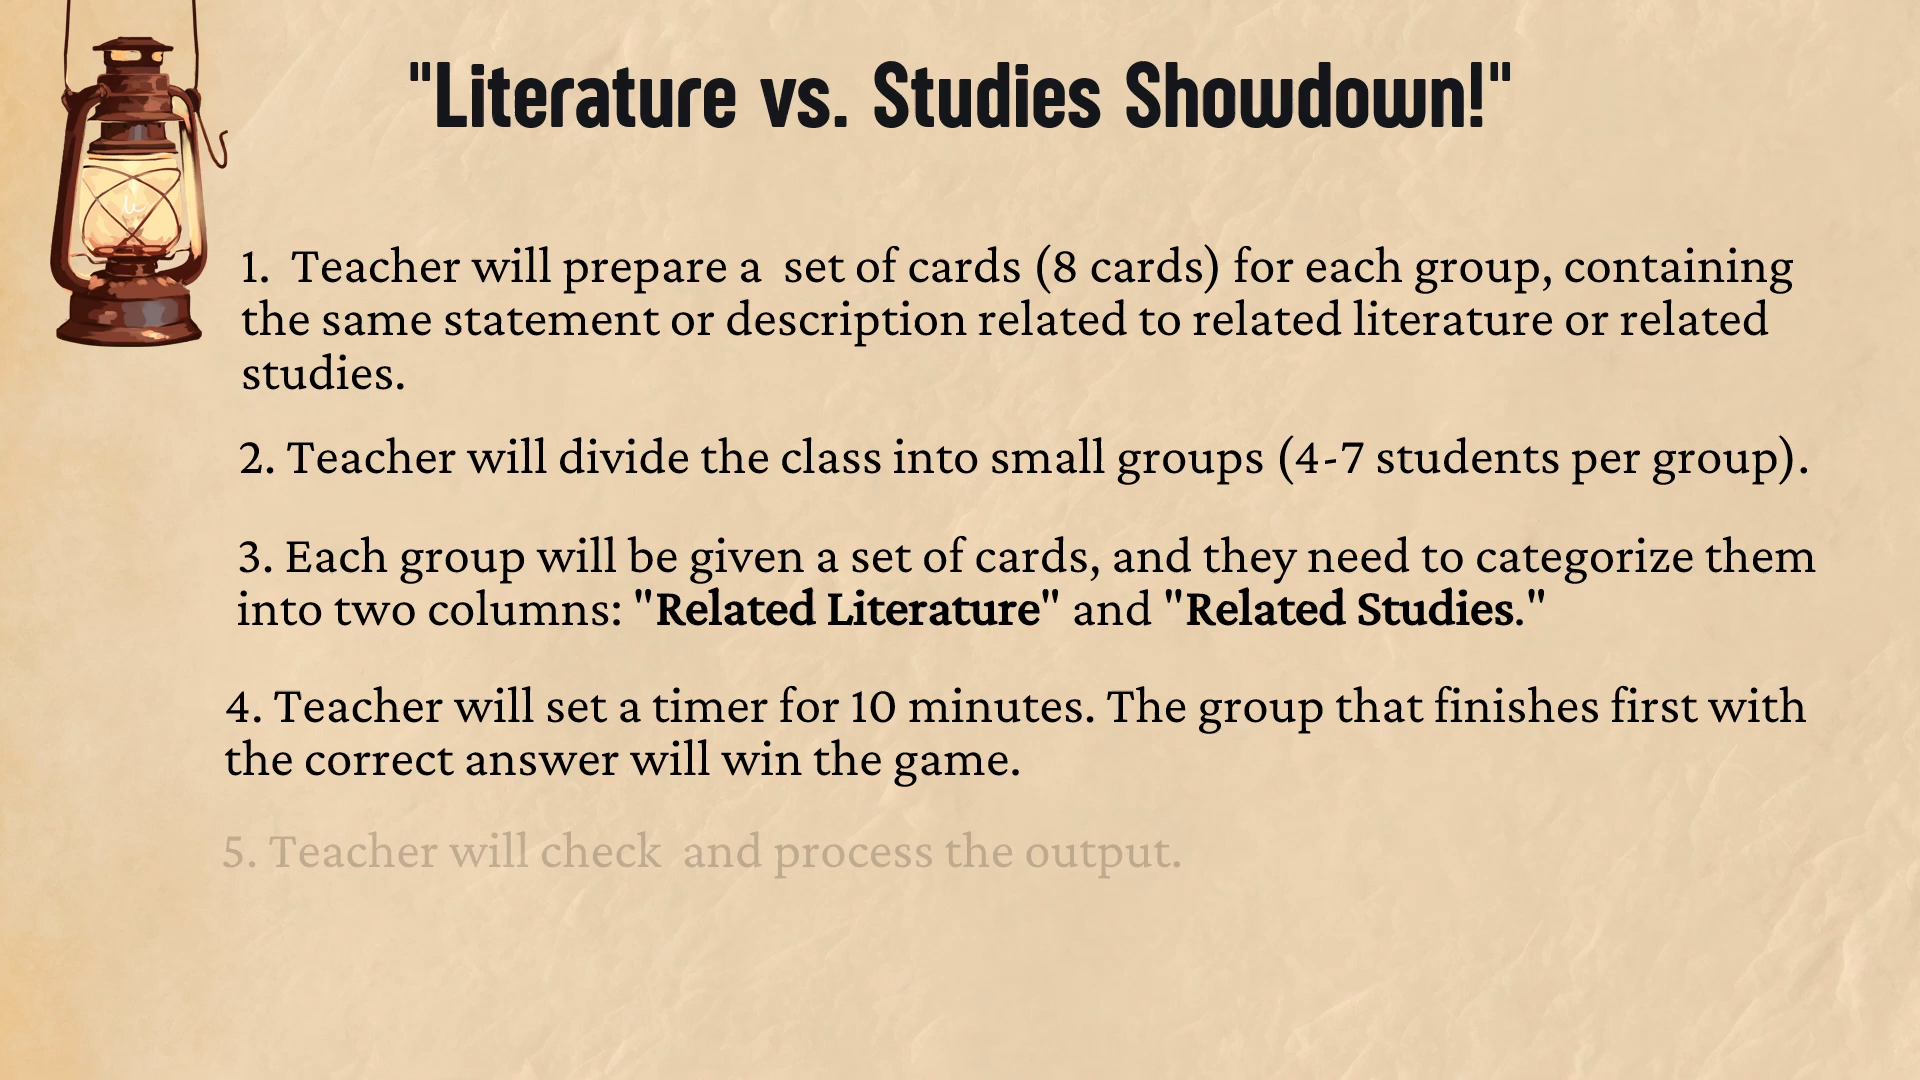 "Literature vs. Studies Showdown!"
1.  Teacher will prepare a  set of cards (8 cards) for each group, containing
the same statement or description related to related literature or related
studies.
2. Teacher will divide the class into small groups (4-7 students per group).
3. Each group will be given a set of cards, and they need to categorize them
into two columns: "Related Literature" and "Related Studies."
4. Teacher will set a timer for 10 minutes. The group that finishes first with
the correct answer will win the game.
5. Teacher will check  and process the output.